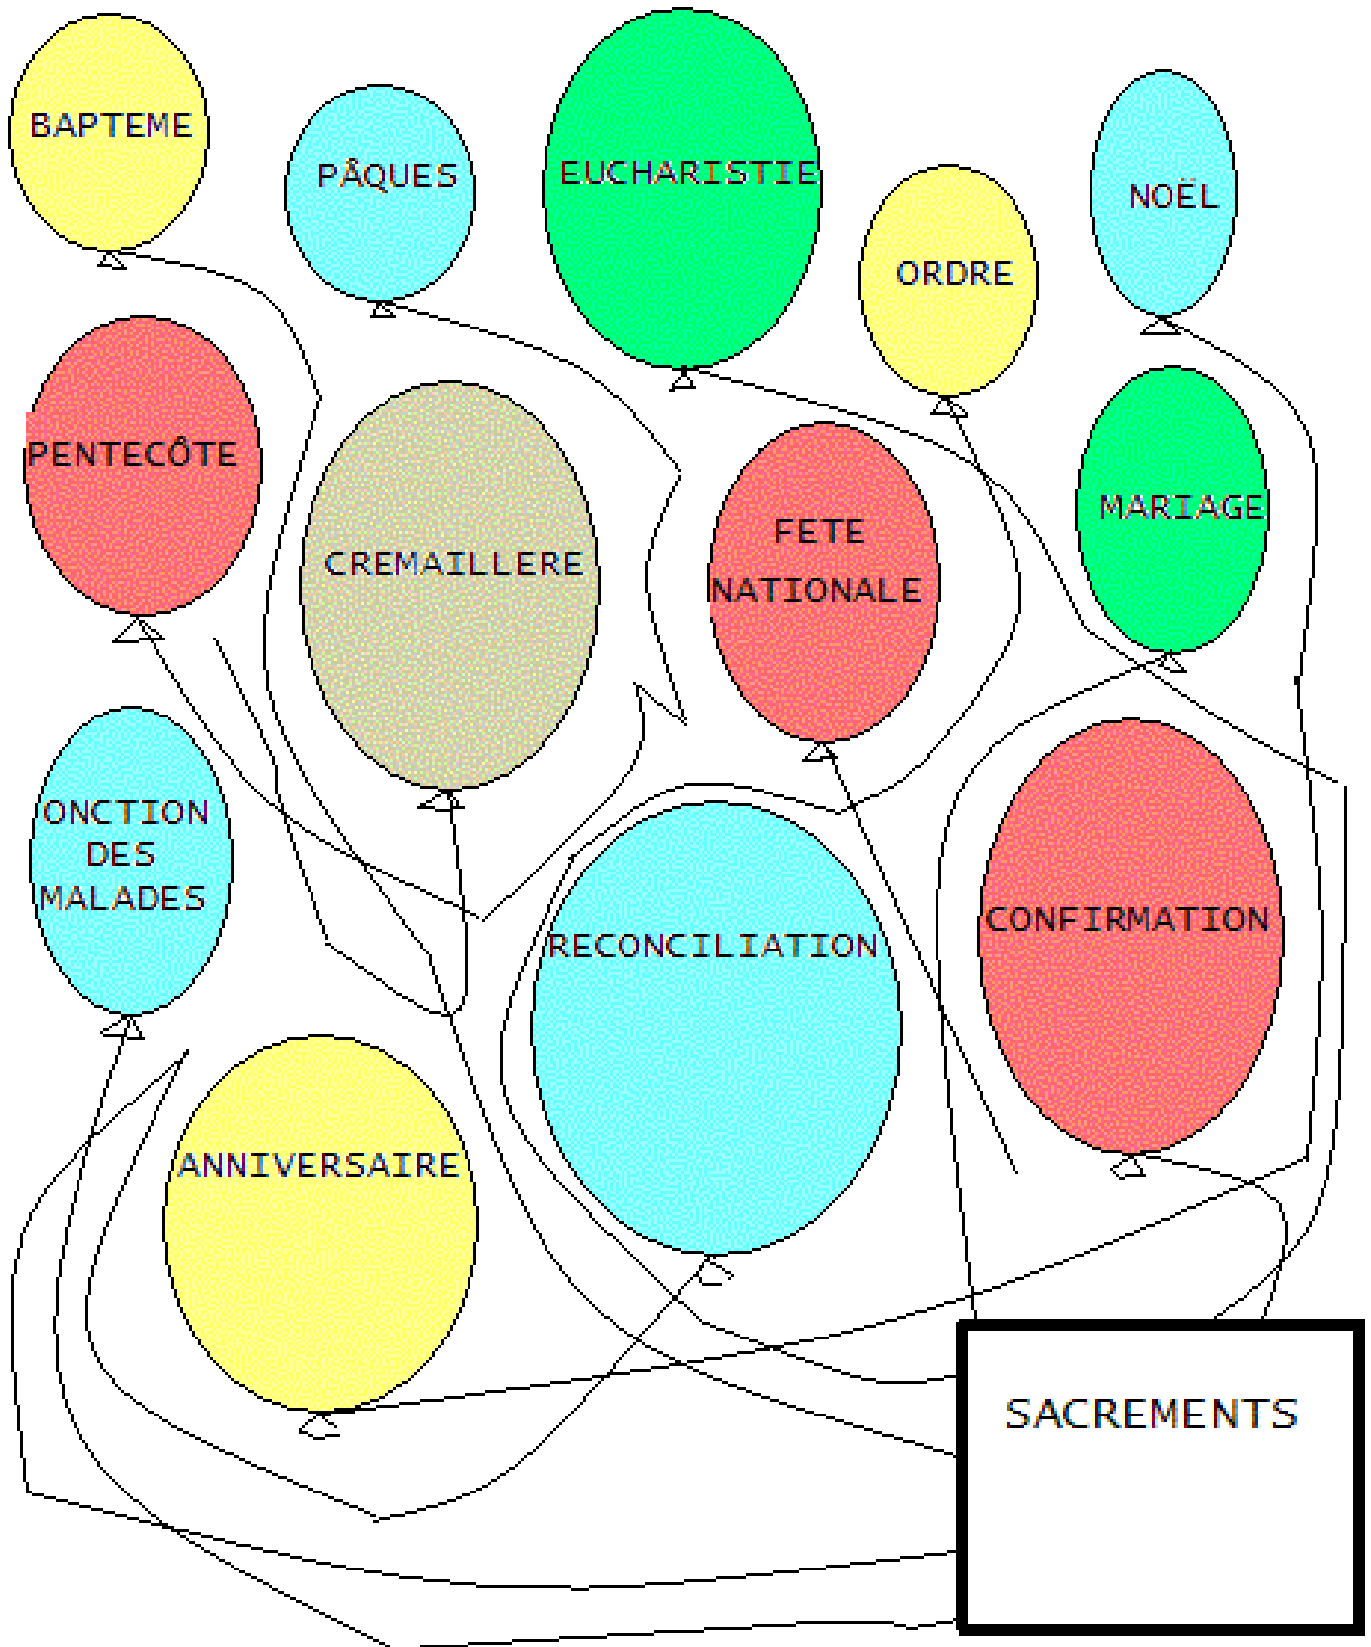 BAPTEME
PÂQUES
EUCHARISTIE
NOËL
ORDRE
PENTECÔTE
CREMAILLERE
FETE
NATIONALE
MARIAGE
ONCTION
DES
MALADES
RECONCILIATION
CONFIRMATION
ANNIVERSAIRE
SACREMENTS